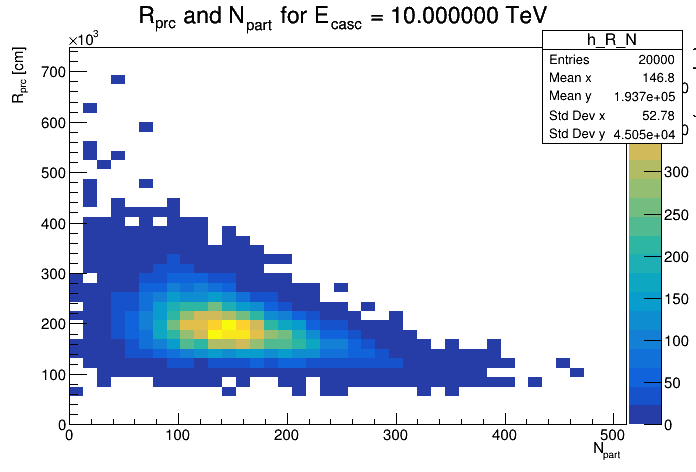 R_prc and N_part for E_casc = 10.000000 TeV
×10³
R_prc [cm]
h_R_N
Entries 20000
Mean x 146.8
Mean y 1.937e+05
Std Dev x 52.78
Std Dev y 4.505e+04
700
600
500
400
300
200
100
0
0 100 200 300 400 500
N_part
300
250
200
150
100
50
0